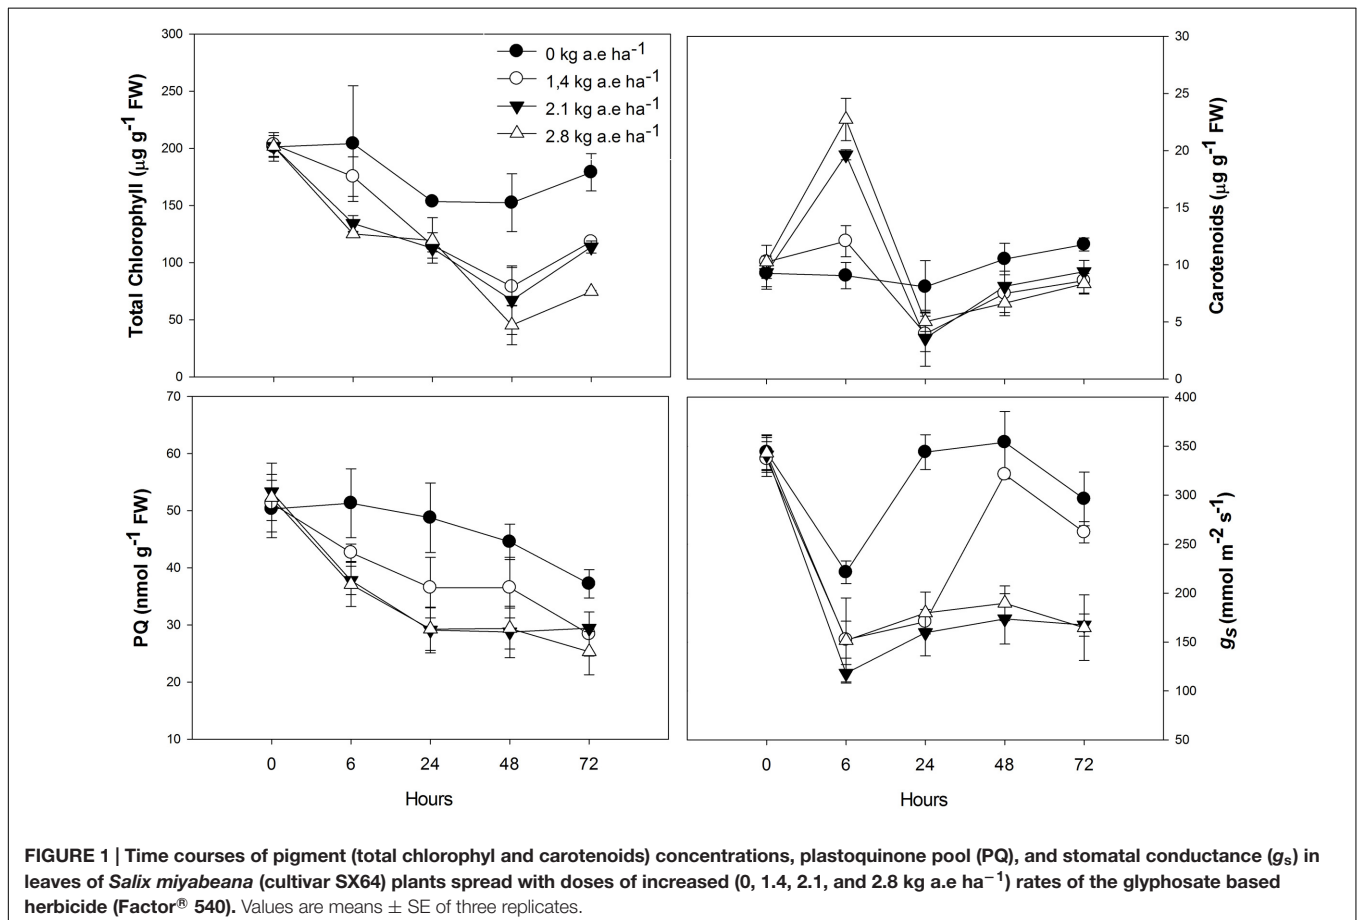 300
250
200
150
100
50
0
Total Chlorophyll (μg g-1 FW)
0 kg a.e ha-1
1,4 kg a.e ha-1
2.1 kg a.e ha-1
2.8 kg a.e ha-1
30
25
20
15
10
5
0
Carotenoids (μg g-1 FW)
70
60
50
40
30
20
10
PQ (nmol g-1 FW)
0 6 24 48 72
Hours
400
350
300
250
200
150
100
50
gs (mmol m-2 s-1)
0 6 24 48 72
Hours
FIGURE 1 | Time courses of pigment (total chlorophyl and carotenoids) concentrations, plastoquinone pool (PQ), and stomatal conductance (gs) in
leaves of Salix miyabeana (cultivar SX64) plants spread with doses of increased (0, 1.4, 2.1, and 2.8 kg a.e ha−1) rates of the glyphosate based
herbicide (Factor® 540). Values are means ± SE of three replicates.